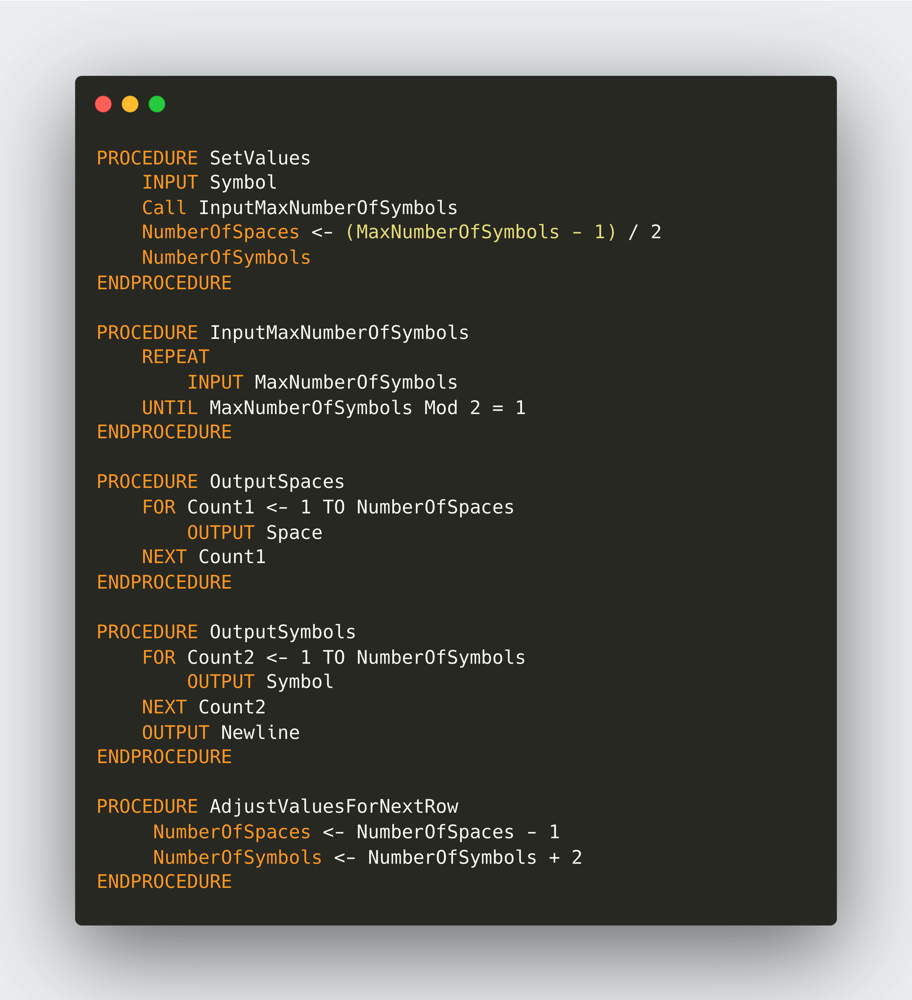 PROCEDURE SetValues
    INPUT Symbol
    Call InputMaxNumberOfSymbols
    NumberOfSpaces <- (MaxNumberOfSymbols - 1) / 2
    NumberOfSymbols
ENDPROCEDURE

PROCEDURE InputMaxNumberOfSymbols
    REPEAT
        INPUT MaxNumberOfSymbols
    UNTIL MaxNumberOfSymbols Mod 2 = 1
ENDPROCEDURE

PROCEDURE OutputSpaces
    FOR Count1 <- 1 TO NumberOfSpaces
        OUTPUT Space
    NEXT Count1
ENDPROCEDURE

PROCEDURE OutputSymbols
    FOR Count2 <- 1 TO NumberOfSymbols
        OUTPUT Symbol
    NEXT Count2
    OUTPUT Newline
ENDPROCEDURE

PROCEDURE AdjustValuesForNextRow
     NumberOfSpaces <- NumberOfSpaces - 1
     NumberOfSymbols <- NumberOfSymbols + 2
ENDPROCEDURE